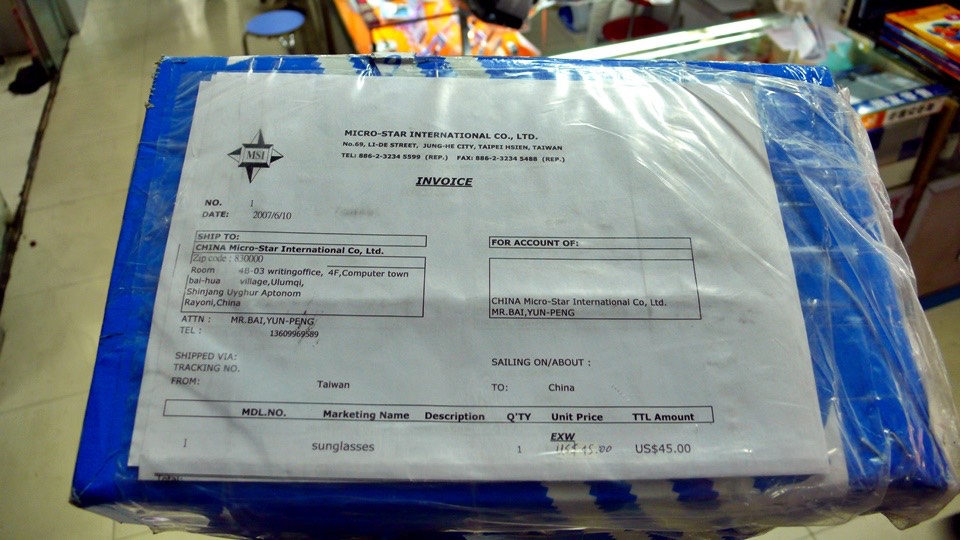 MSI
MICRO-STAR INTERNATIONAL CO., LTD.
No.69, LI-DE STREET, JUNG-HE CITY, TAIPEI HSIEN, TAIWAN
TEL: 886-2-3234 5599 (REP.) FAX: 886-2-3234 5488 (REP.)
INVOICE
NO. 1
DATE: 2007/6/10
SHIP TO:
CHINA Micro-Star International Co, Ltd.
Zip code : 830000
Room 4B-03 writingoffice, 4F,Computer town
bai-hua village,Ulumqi,
Shinjang Uyghur Aptonom
Rayoni,China
ATTN : MR.BAI,YUN-PENG
TEL : 13609969589
FOR ACCOUNT OF:
CHINA Micro-Star International Co, Ltd.
MR.BAI,YUN-PENG
SHIPPED VIA:
TRACKING NO.
SAILING ON/ABOUT :
FROM: Taiwan TO: China
MDL.NO. Marketing Name Description Q'TY Unit Price TTL Amount
EXW
1 sunglasses 1 US$45.00 US$45.00
Total